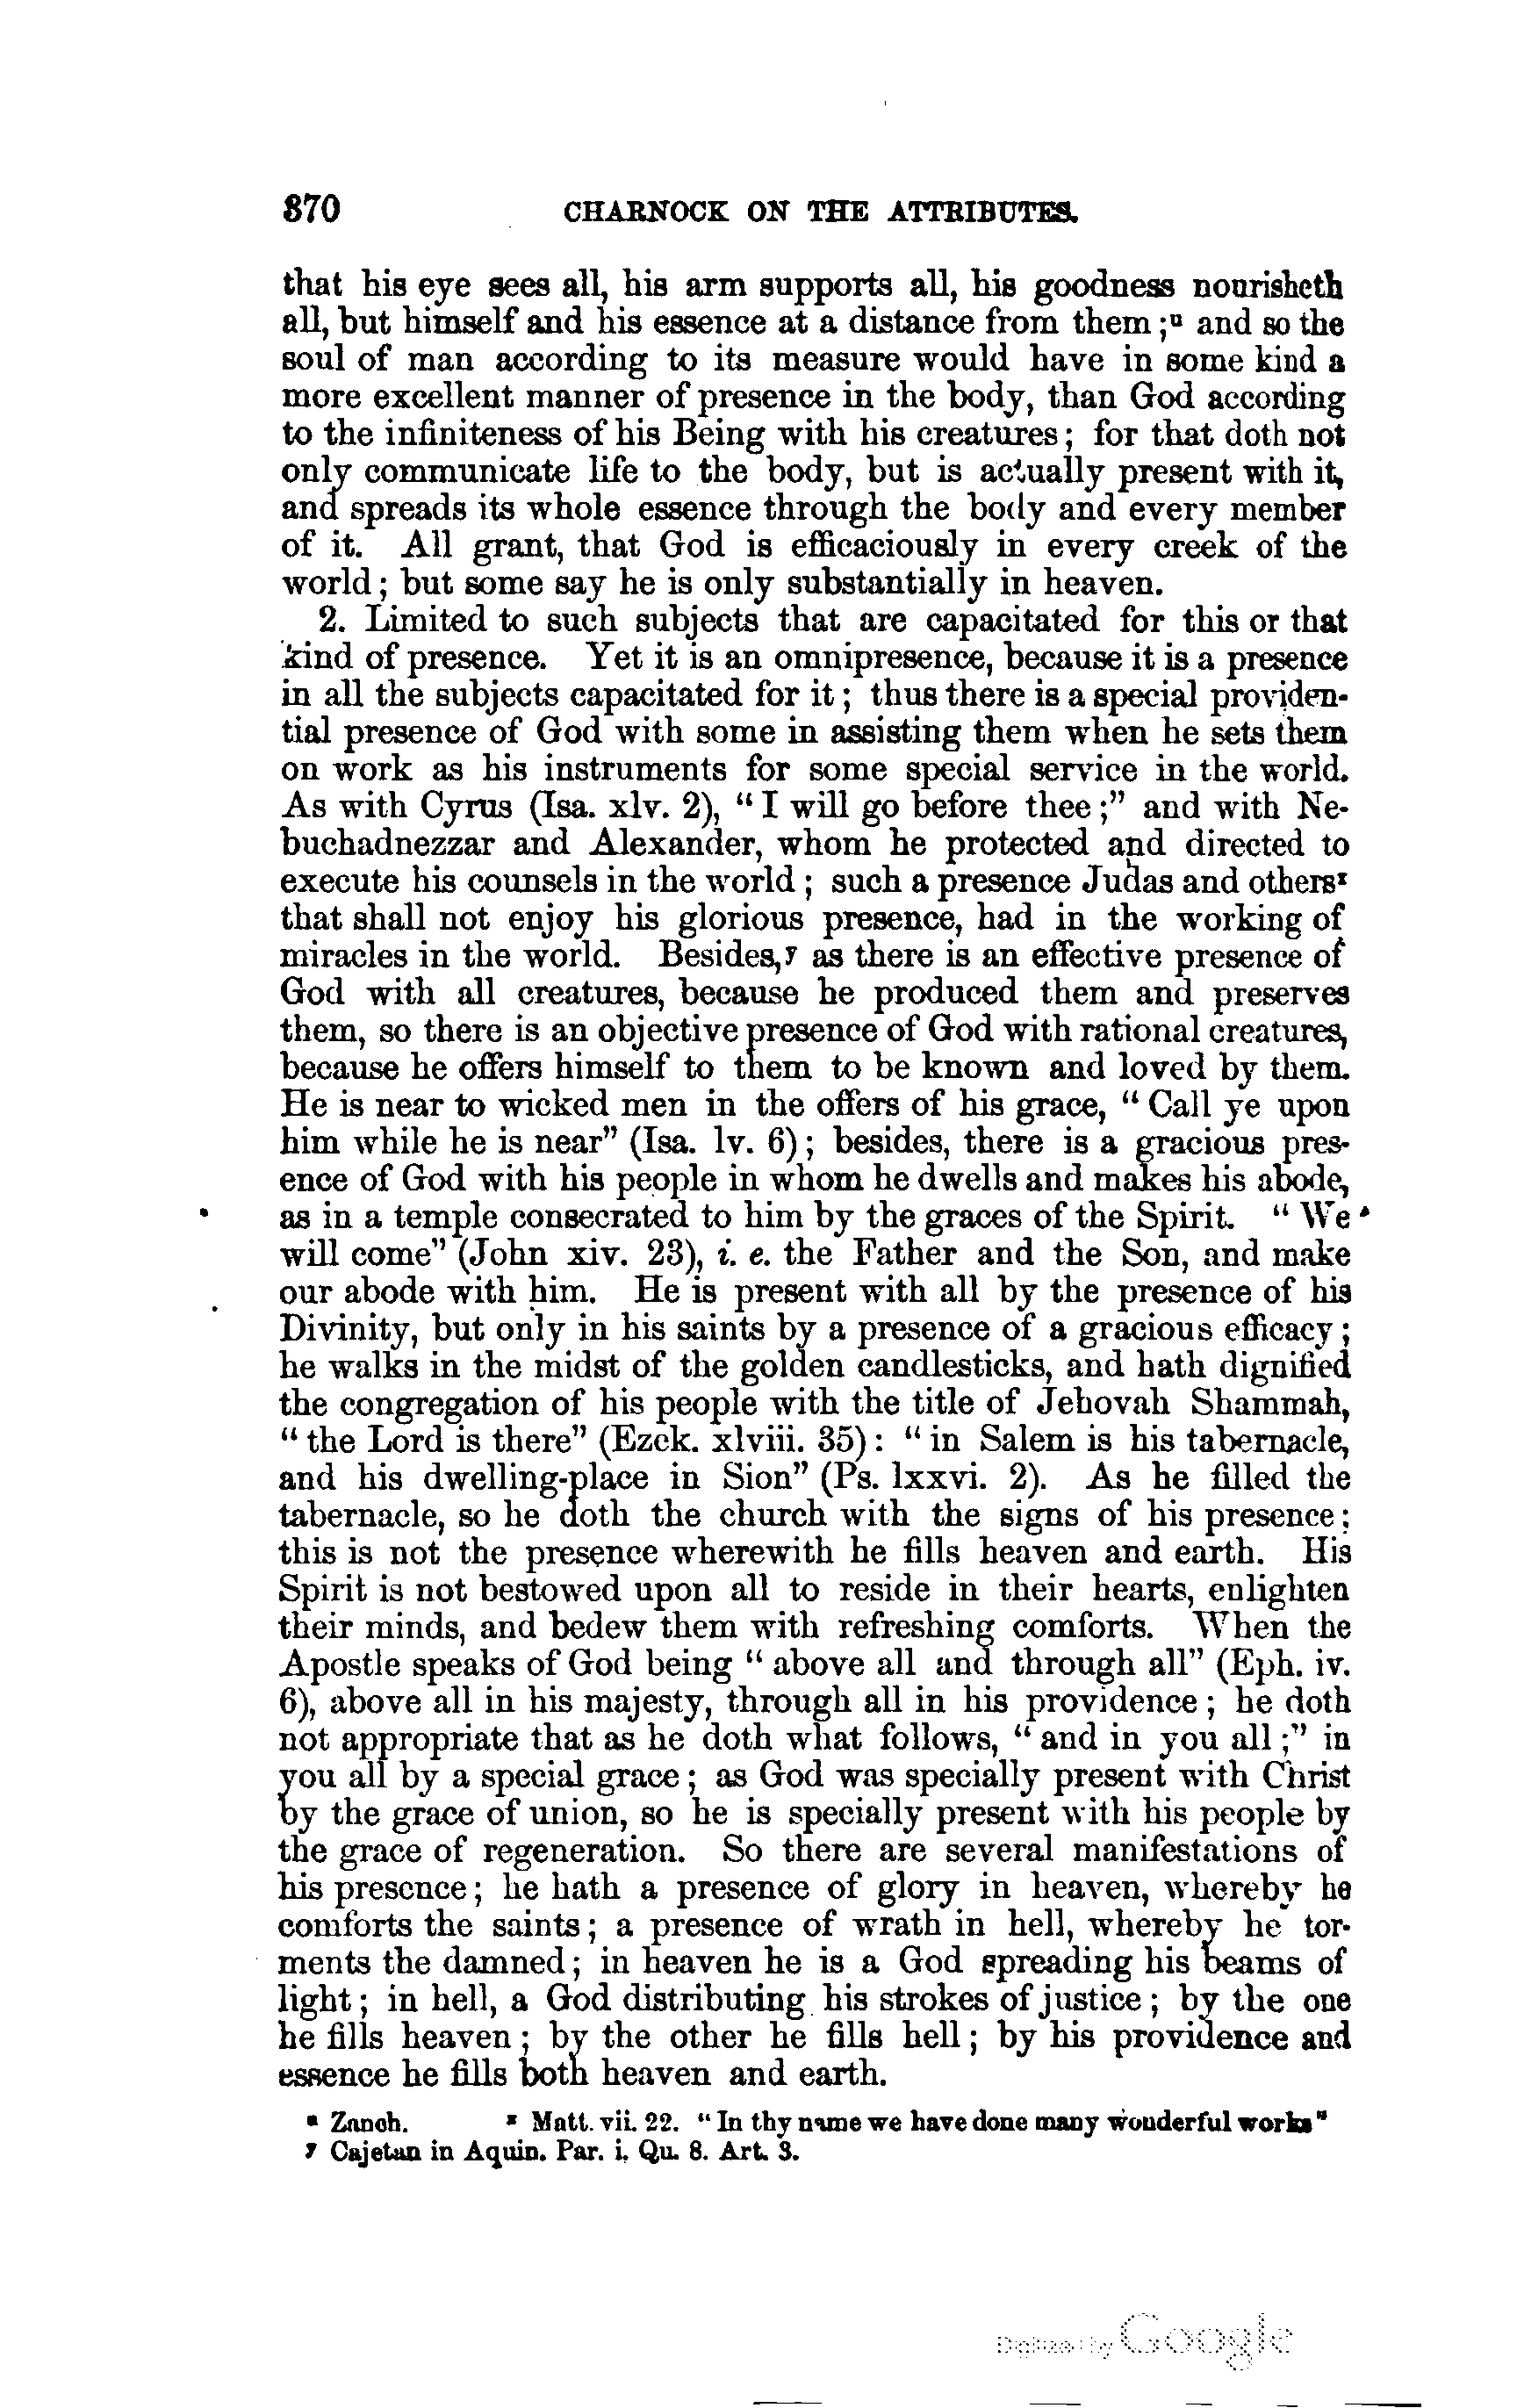 370 CHARNOCK ON THE ATTRIBUTES.
that his eye sees all, his arm supports all, his goodness nourisheth
all, but himself and his essence at a distance from them;u and so the
soul of man according to its measure would have in some kind a
more excellent manner of presence in the body, than God according
to the infiniteness of his Being with his creatures; for that doth not
only communicate life to the body, but is actually present with it,
and spreads its whole essence through the body and every member
of it. All grant, that God is efficaciously in every creek of the
world; but some say he is only substantially in heaven.
2. Limited to such subjects that are capacitated for this or that
kind of presence. Yet it is an omnipresence, because it is a presence
in all the subjects capacitated for it; thus there is a special providen-
tial presence of God with some in assisting them when he sets them
on work as his instruments for some special service in the world.
As with Cyrus (Isa. xlv. 2), "I will go before thee;" and with Ne-
buchadnezzar and Alexander, whom he protected and directed to
execute his counsels in the world; such a presence Judas and othersx
that shall not enjoy his glorious presence, had in the working of
miracles in the world. Besides,y as there is an effective presence of
God with all creatures, because he produced them and preserves
them, so there is an objective presence of God with rational creatures,
because he offers himself to them to be known and loved by them.
He is near to wicked men in the offers of his grace, "Call ye upon
him while he is near" (Isa. lv. 6); besides, there is a gracious pres-
ence of God with his people in whom he dwells and makes his abode,
as in a temple consecrated to him by the graces of the Spirit. "We
will come" (John xiv. 23), i. e. the Father and the Son, and make
our abode with him. He is present with all by the presence of his
Divinity, but only in his saints by a presence of a gracious efficacy;
he walks in the midst of the golden candlesticks, and hath dignified
the congregation of his people with the title of Jehovah Shammah,
"the Lord is there" (Ezek. xlviii. 35): "in Salem is his tabernacle,
and his dwelling-place in Sion" (Ps. lxxvi. 2). As he filled the
tabernacle, so he doth the church with the signs of his presence;
this is not the presence wherewith he fills heaven and earth. His
Spirit is not bestowed upon all to reside in their hearts, enlighten
their minds, and bedew them with refreshing comforts. When the
Apostle speaks of God being "above all and through all" (Eph. iv.
6), above all in his majesty, through all in his providence; he doth
not appropriate that as he doth what follows, "and in you all;" in
you all by a special grace; as God was specially present with Christ
by the grace of union, so he is specially present with his people by
the grace of regeneration. So there are several manifestations of
his presence; he hath a presence of glory in heaven, whereby he
comforts the saints; a presence of wrath in hell, whereby he tor-
ments the damned; in heaven he is a God spreading his beams of
light; in hell, a God distributing his strokes of justice; by the one
he fills heaven; by the other he fills hell; by his providence and
essence he fills both heaven and earth.
u Zanch. x Matt. vii. 22. "In thy name we have done many wonderful works"
y Cajetan in Aquin. Par. i. Qu. 8. Art. 3.
Digitized by Google